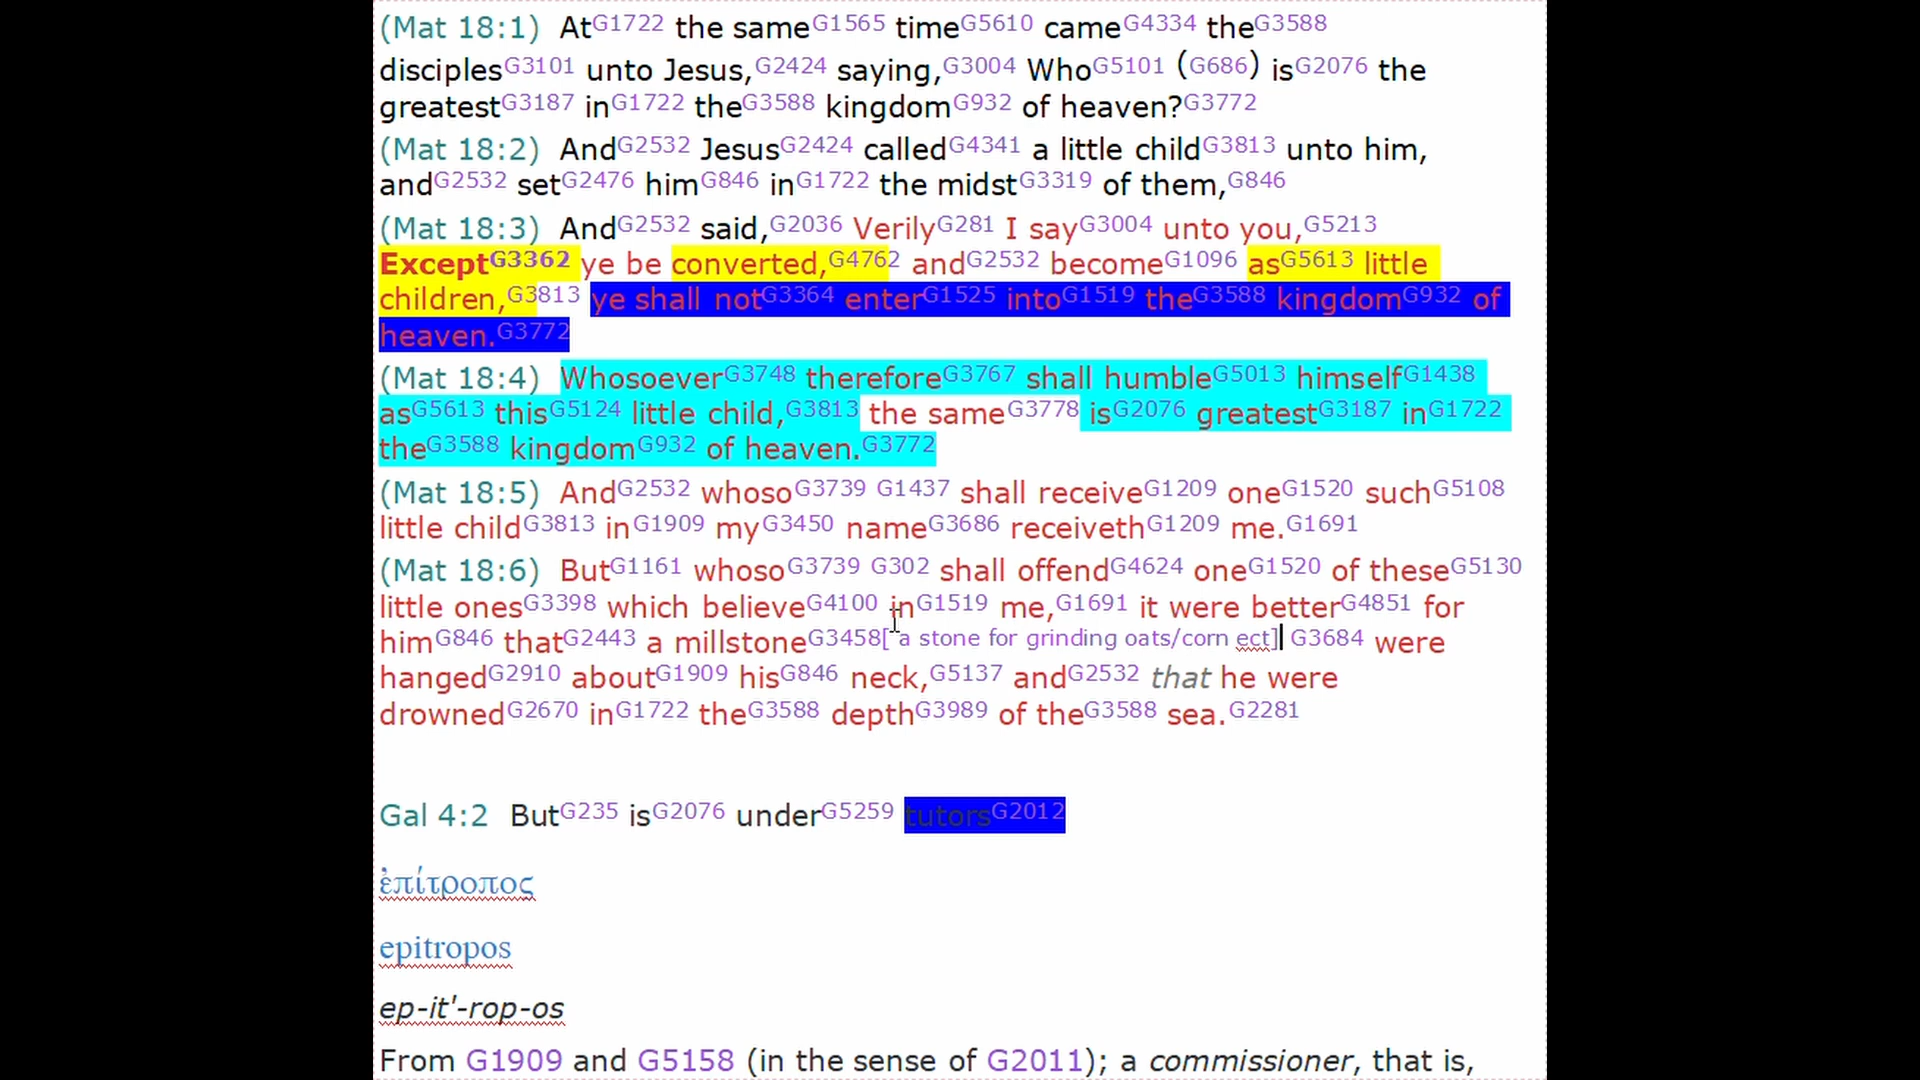 (Mat 18:1) AtG1722 the sameG1565 timeG5610 cameG4334 theG3588
disciplesG3101 unto Jesus,G2424 saying,G3004 WhoG5101 (G686) isG2076 the
greatestG3187 inG1722 theG3588 kingdomG932 of heaven?G3772
(Mat 18:2) AndG2532 JesusG2424 calledG4341 a little childG3813 unto him,
andG2532 setG2476 himG846 inG1722 the midstG3319 of them,G846
(Mat 18:3) AndG2532 said,G2036 VerilyG281 I sayG3004 unto you,G5213
ExceptG3362 ye be converted,G4762 andG2532 becomeG1096 asG5613 little
children,G3813 ye shall notG3364 enterG1525 intoG1519 theG3588 kingdomG932 of
heaven.G3772
(Mat 18:4) WhosoeverG3748 thereforeG3767 shall humbleG5013 himselfG1438
asG5613 thisG5124 little child,G3813 the sameG3778 isG2076 greatestG3187 inG1722
theG3588 kingdomG932 of heaven.G3772
(Mat 18:5) AndG2532 whosoG3739 G1437 shall receiveG1209 oneG1520 suchG5108
little childG3813 inG1909 myG3450 nameG3686 receivethG1209 me.G1691
(Mat 18:6) ButG1161 whosoG3739 G302 shall offendG4624 oneG1520 of theseG5130
little onesG3398 which believeG4100 inG1519 me,G1691 it were betterG4851 for
himG846 thatG2443 a millstoneG3458[ a stone for grinding oats/corn ect] G3684 were
hangedG2910 aboutG1909 hisG846 neck,G5137 andG2532 that he were
drownedG2670 inG1722 theG3588 depthG3989 of theG3588 sea.G2281
Gal 4:2 ButG235 isG2076 underG5259 tutorsG2012
ἐπίτροπος
epitropos
ep-it'-rop-os
From G1909 and G5158 (in the sense of G2011); a commissioner, that is,